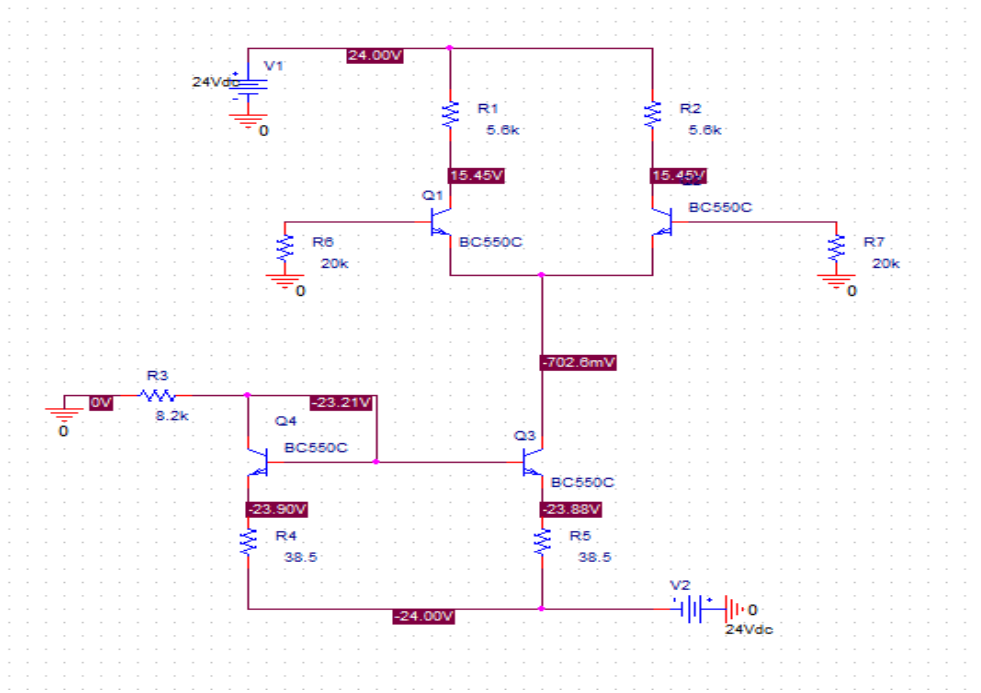 24.00V
V1
24Vdc
0
R1
5.6k
R2
5.6k
15.45V
15.45V
Q1
BC550C
BC550C
R6
20k
0
R7
20k
0
-702.6mV
R3
0V
8.2k
0
-23.21V
Q4
BC550C
Q3
BC550C
-23.90V
-23.88V
R4
38.5
R5
38.5
-24.00V
V2
0
24Vdc